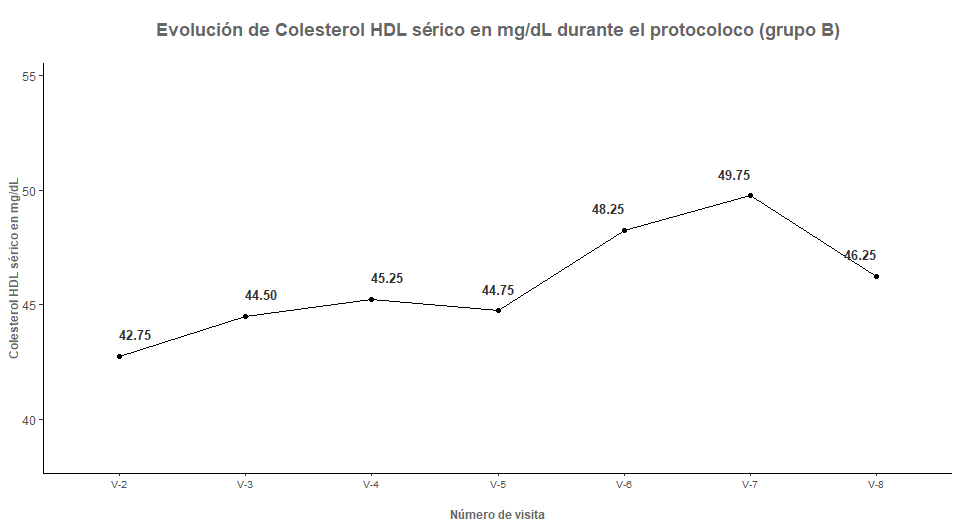 Evolución de Colesterol HDL sérico en mg/dL durante el protocoloco (grupo B)
Colesterol HDL sérico en mg/dL
55
50
45
40
42.75
44.50
45.25
44.75
48.25
49.75
46.25
V-2
V-3
V-4
V-5
V-6
V-7
V-8
Número de visita